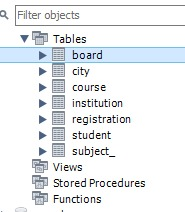 Filter objects
Tables
board
city
course
institution
registration
student
subject_
Views
Stored Procedures
Functions